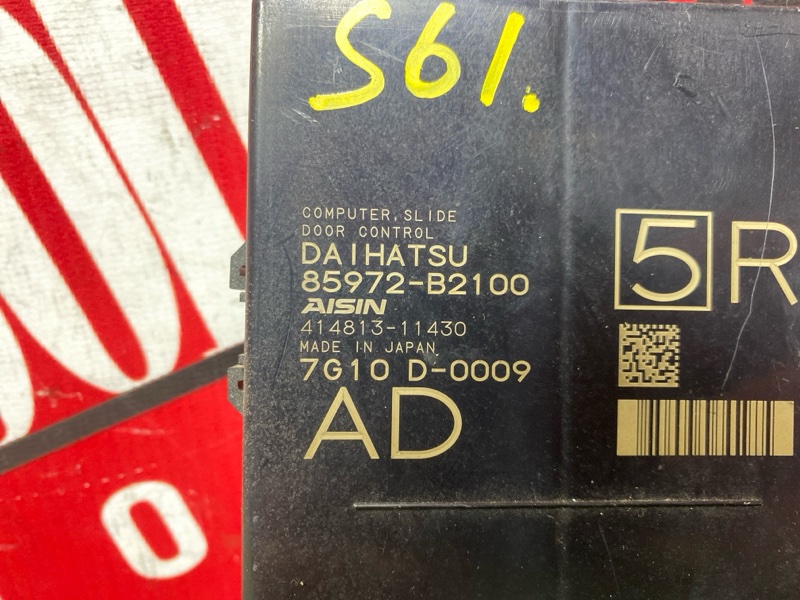 S61.
COMPUTER, SLIDE
DOOR CONTROL
DAIHATSU
85972-B2100
AISIN
414813-11430
MADE IN JAPAN
7G10 D-0009
AD
5R